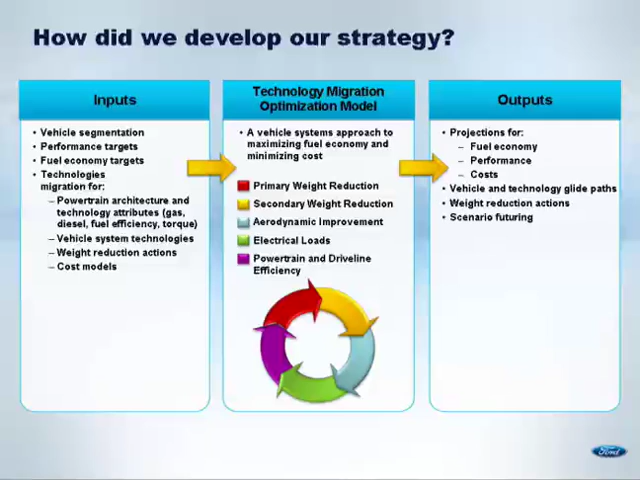 How did we develop our strategy?
Inputs
• Vehicle segmentation
• Performance targets
• Fuel economy targets
• Technologies
migration for:
– Powertrain architecture and
technology attributes (gas,
diesel, fuel efficiency, torque)
– Vehicle system technologies
– Weight reduction actions
– Cost models
Technology Migration
Optimization Model
• A vehicle systems approach to
maximizing fuel economy and
minimizing cost
Primary Weight Reduction
Secondary Weight Reduction
Aerodynamic Improvement
Electrical Loads
Powertrain and Driveline
Efficiency
Outputs
• Projections for:
– Fuel economy
– Performance
– Costs
• Vehicle and technology glide paths
• Weight reduction actions
• Scenario futuring
Ford